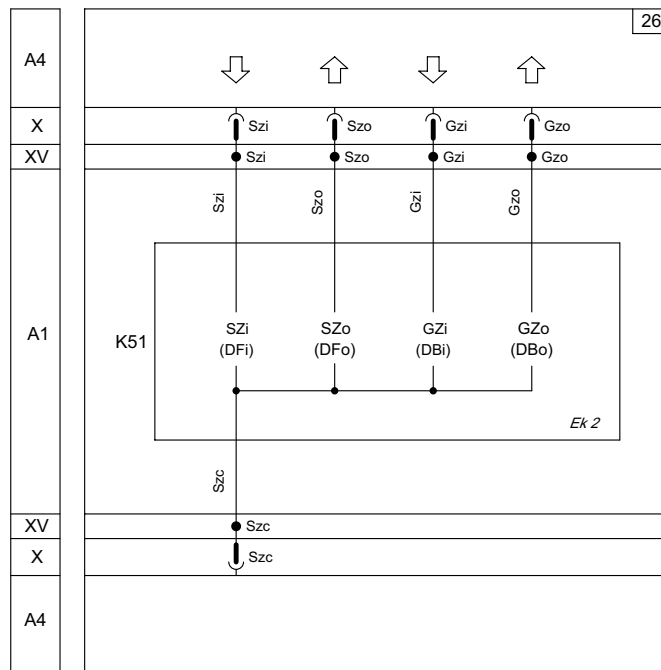 26
A4
X
Szi Szo Gzi Gzo
XV
Szi Szo Gzi Gzo
Szi Szo Gzi Gzo
A1
K51
SZi SZo GZi GZo
(DFi) (DFo) (DBi) (DBo)
Ek 2
Szc
XV
Szc
X
Szc
A4